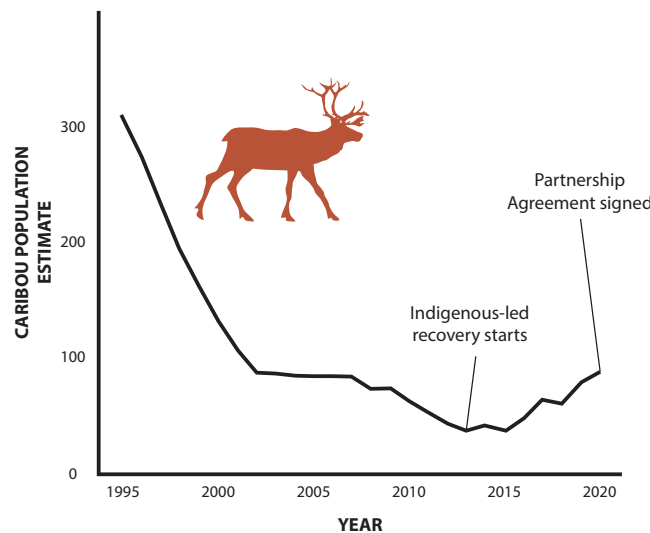 CARIBOU POPULATION
ESTIMATE
300
200
100
0
Partnership
Agreement signed
Indigenous-led
recovery starts
1995 2000 2005 2010 2015 2020
YEAR